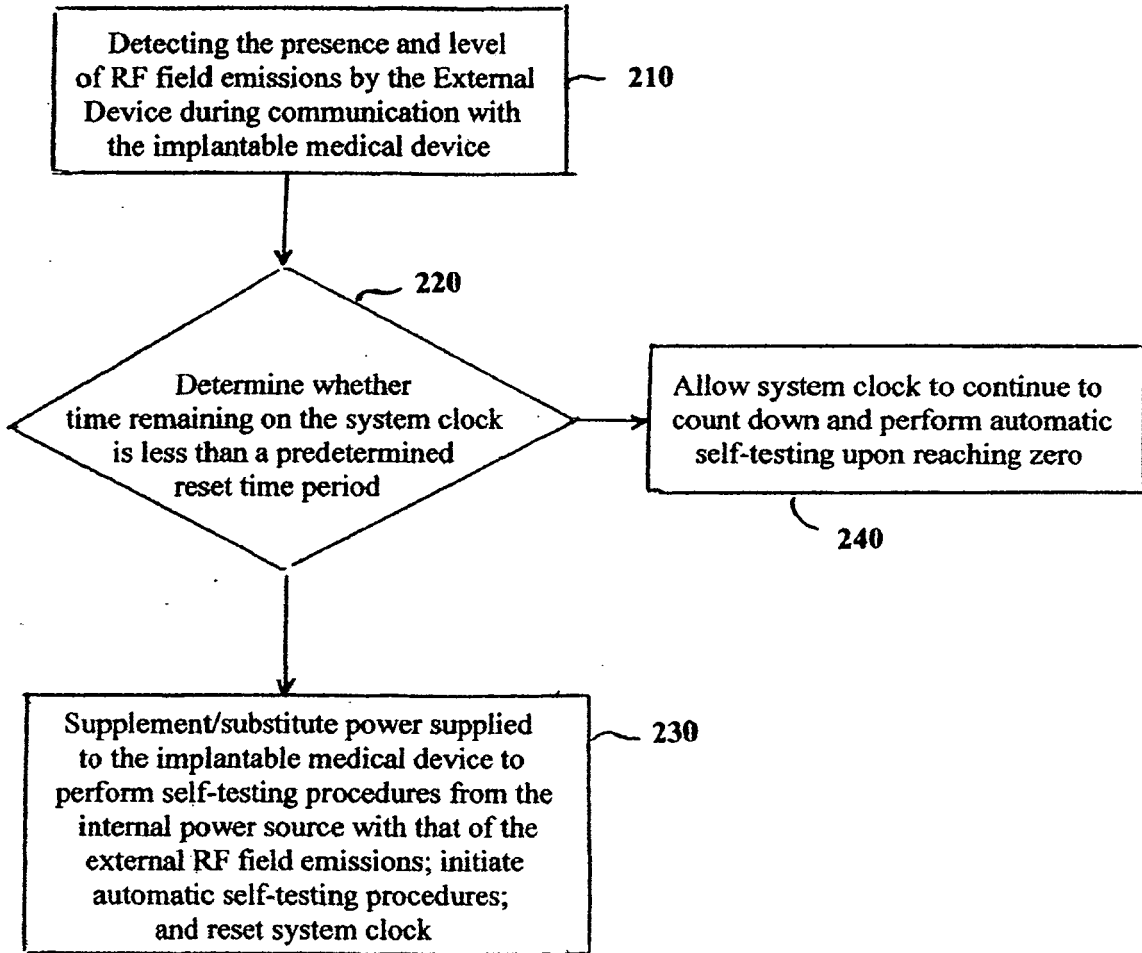 Detecting the presence and level
of RF field emissions by the External
Device during communication with
the implantable medical device
210
220
Determine whether
time remaining on the system clock
is less than a predetermined
reset time period
Allow system clock to continue to
count down and perform automatic
self-testing upon reaching zero
240
Supplement/substitute power supplied
to the implantable medical device to
perform self-testing procedures from the
internal power source with that of the
external RF field emissions; initiate
automatic self-testing procedures;
and reset system clock
230